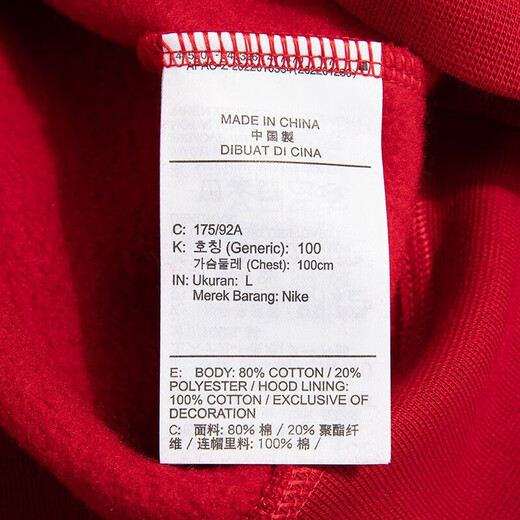 MADE IN CHINA
中國製
DIBUAT DI CINA
C: 175/92A
K: 호칭 (Generic): 100
가슴둘레 (Chest): 100cm
IN: Ukuran: L
Merek Barang: Nike
E: BODY: 80% COTTON / 20%
POLYESTER / HOOD LINING:
100% COTTON / EXCLUSIVE OF
DECORATION
C: 面料: 80% 棉 / 20% 聚酯纤
维 / 连帽里料: 100% 棉 /